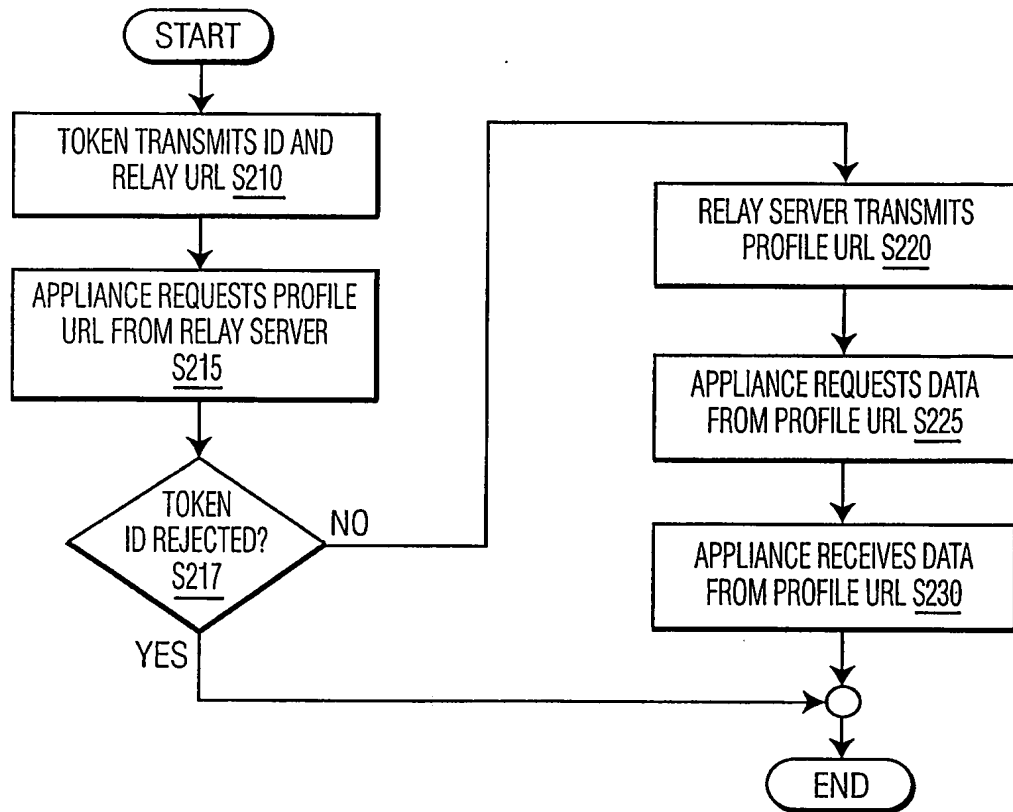 START
TOKEN TRANSMITS ID AND
RELAY URL S210
APPLIANCE REQUESTS PROFILE
URL FROM RELAY SERVER
S215
TOKEN
ID REJECTED?
S217
NO
YES
RELAY SERVER TRANSMITS
PROFILE URL S220
APPLIANCE REQUESTS DATA
FROM PROFILE URL S225
APPLIANCE RECEIVES DATA
FROM PROFILE URL S230
END